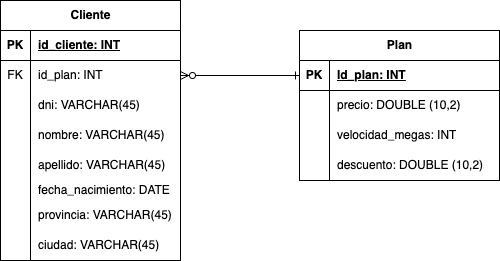 Cliente
PK id_cliente: INT
FK id_plan: INT
dni: VARCHAR(45)
nombre: VARCHAR(45)
apellido: VARCHAR(45)
fecha_nacimiento: DATE
provincia: VARCHAR(45)
ciudad: VARCHAR(45)
Plan
PK Id_plan: INT
precio: DOUBLE (10,2)
velocidad_megas: INT
descuento: DOUBLE (10,2)